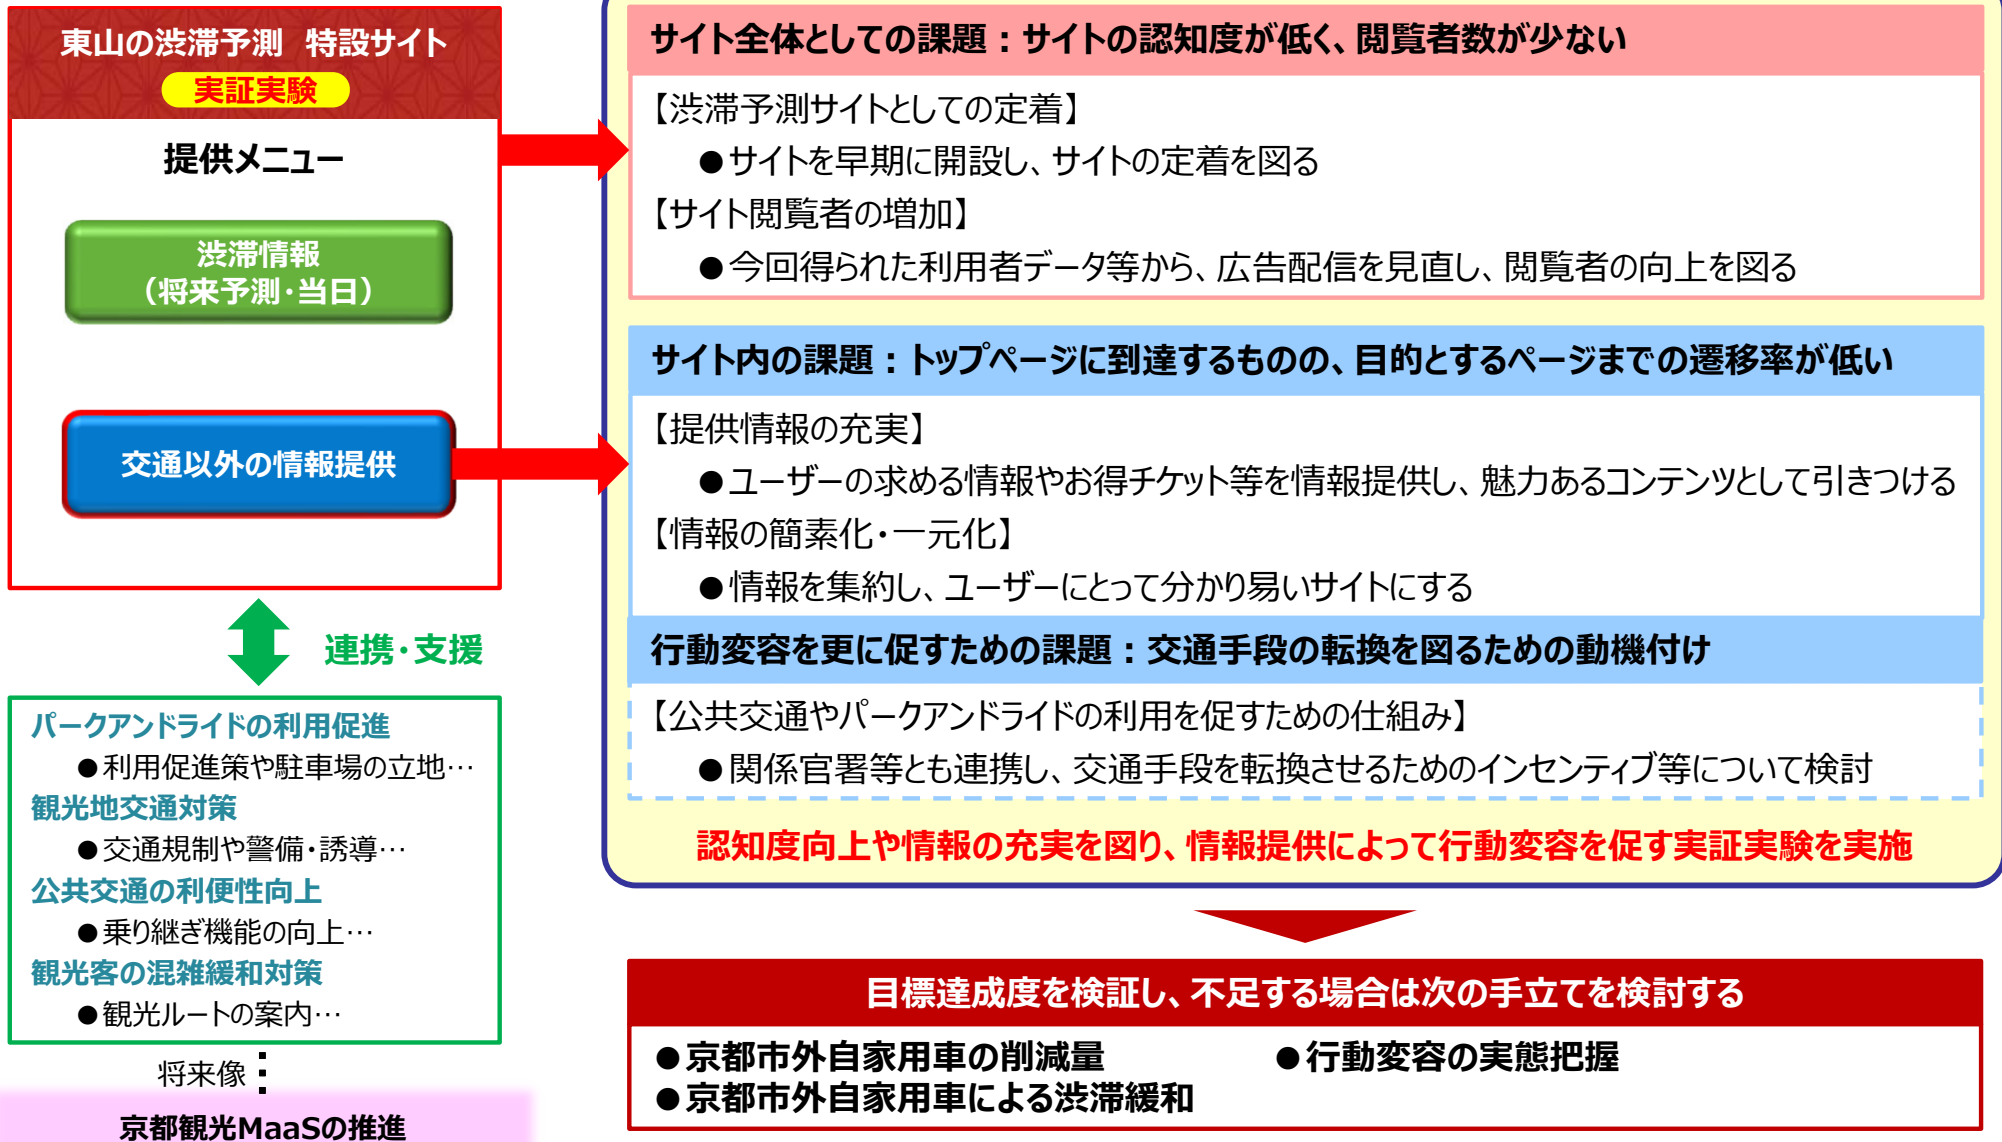 東山の渋滞予測　特設サイト
実証実験
提供メニュー
渋滞情報
（将来予測・当日）
交通以外の情報提供
連携・支援
パークアンドライドの利用促進
●利用促進策や駐車場の立地…
観光地交通対策
●交通規制や警備・誘導…
公共交通の利便性向上
●乗り継ぎ機能の向上…
観光客の混雑緩和対策
●観光ルートの案内…
将来像
京都観光MaaSの推進
サイト全体としての課題：サイトの認知度が低く、閲覧者数が少ない
【渋滞予測サイトとしての定着】
●サイトを早期に開設し、サイトの定着を図る
【サイト閲覧者の増加】
●今回得られた利用者データ等から、広告配信を見直し、閲覧者の向上を図る
サイト内の課題：トップページに到達するものの、目的とするページまでの遷移率が低い
【提供情報の充実】
●ユーザーの求める情報やお得チケット等を情報提供し、魅力あるコンテンツとして引きつける
【情報の簡素化・一元化】
●情報を集約し、ユーザーにとって分かり易いサイトにする
行動変容を更に促すための課題：交通手段の転換を図るための動機付け
【公共交通やパークアンドライドの利用を促すための仕組み】
●関係官署等とも連携し、交通手段を転換させるためのインセンティブ等について検討
認知度向上や情報の充実を図り、情報提供によって行動変容を促す実証実験を実施
目標達成度を検証し、不足する場合は次の手立てを検討する
●京都市外自家用車の削減量　●行動変容の実態把握
●京都市外自家用車による渋滞緩和